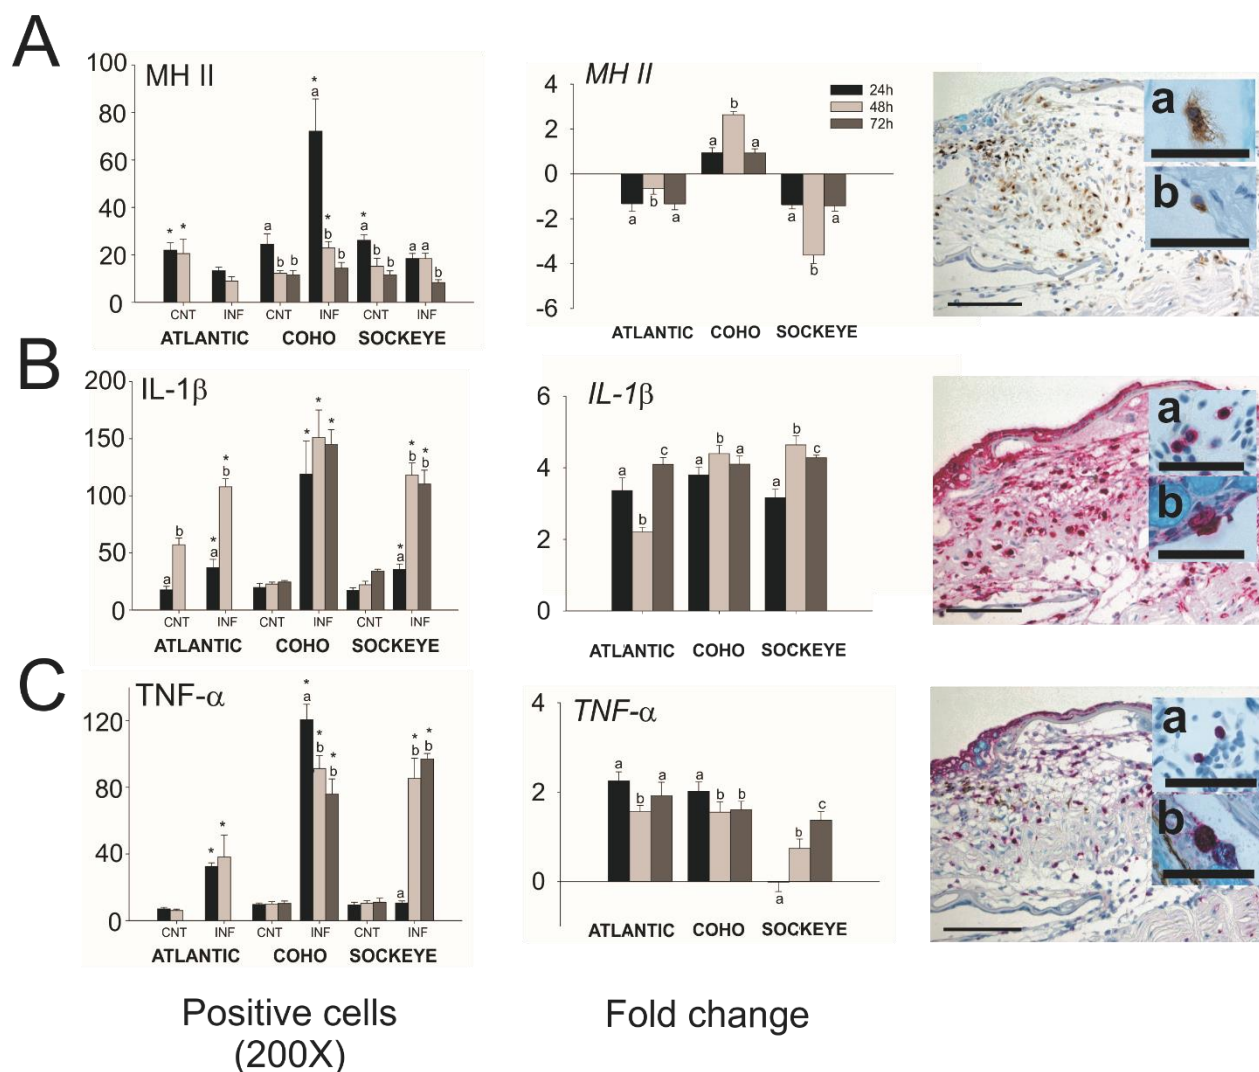 A
MH II
100
80
60
40
20
0
* * a b b * a * b b * a b b a a b
CNT INF CNT INF CNT INF
ATLANTIC COHO SOCKEYE
MH II
24h
48h
72h
4
2
0
-2
-4
-6
a b a a b a a b a
ATLANTIC COHO SOCKEYE
a
b
B
IL-1β
200
150
100
50
0
a b * a * b * * * * a * b * b
CNT INF CNT INF CNT INF
ATLANTIC COHO SOCKEYE
IL-1β
6
4
2
0
a b c a b a a b c
ATLANTIC COHO SOCKEYE
a
b
C
TNF-α
120
80
40
0
* * * a * b * b a * b * b
CNT INF CNT INF CNT INF
ATLANTIC COHO SOCKEYE
TNF-α
4
2
0
a b a a b b a b c
ATLANTIC COHO SOCKEYE
a
b
Positive cells
(200X)
Fold change